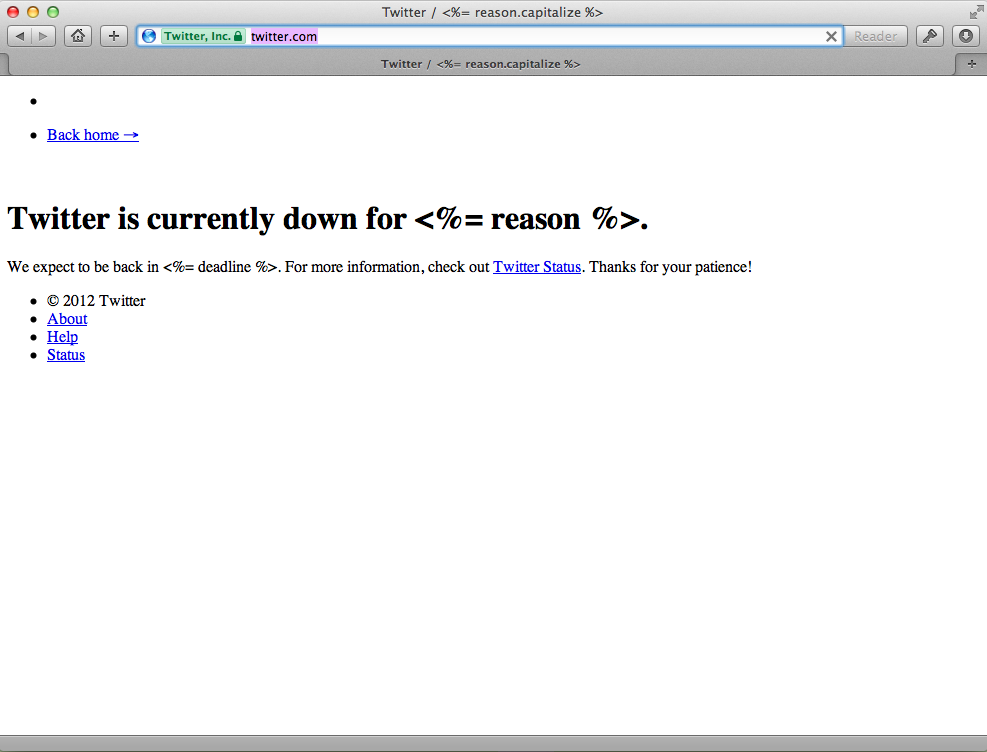 Twitter / <%= reason.capitalize %>
Twitter, Inc. twitter.com
Reader
Twitter / <%= reason.capitalize %>
Back home →
Twitter is currently down for <%= reason %>.
We expect to be back in <%= deadline %>. For more information, check out Twitter Status. Thanks for your patience!
© 2012 Twitter
About
Help
Status